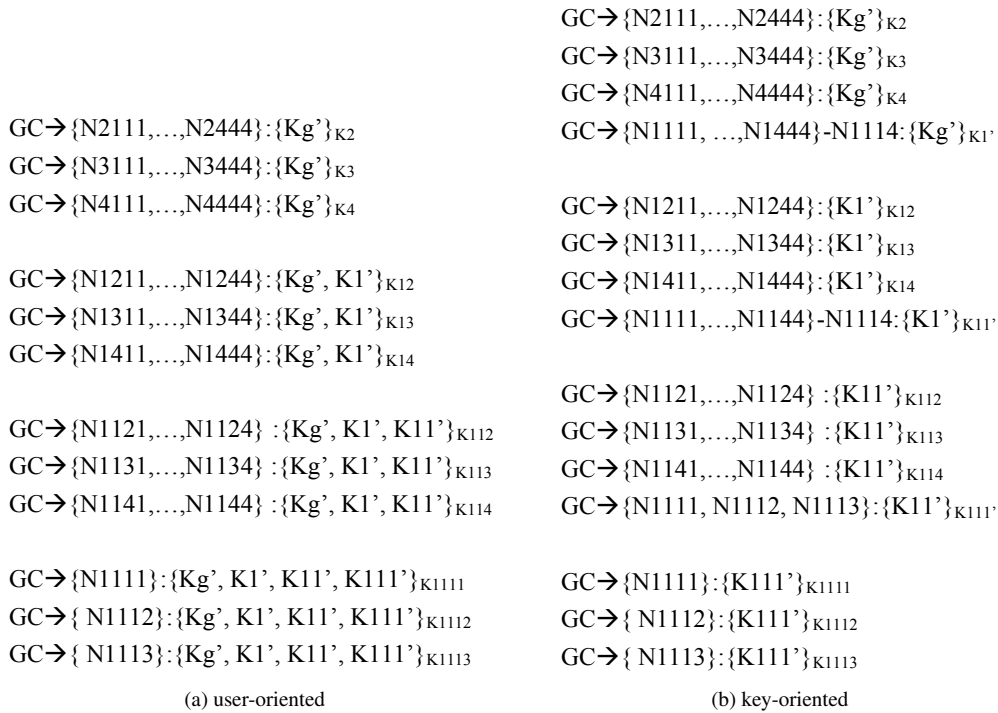 GC→{N2111,…,N2444}:{Kg’}K2
GC→{N3111,…,N3444}:{Kg’}K3
GC→{N4111,…,N4444}:{Kg’}K4
GC→{N1211,…,N1244}:{Kg’, K1’}K12
GC→{N1311,…,N1344}:{Kg’, K1’}K13
GC→{N1411,…,N1444}:{Kg’, K1’}K14
GC→{N1121,…,N1124} :{Kg’, K1’, K11’}K112
GC→{N1131,…,N1134} :{Kg’, K1’, K11’}K113
GC→{N1141,…,N1144} :{Kg’, K1’, K11’}K114
GC→{N1111}:{Kg’, K1’, K11’, K111’}K1111
GC→{ N1112}:{Kg’, K1’, K11’, K111’}K1112
GC→{ N1113}:{Kg’, K1’, K11’, K111’}K1113
(a) user-oriented
GC→{N2111,…,N2444}:{Kg’}K2
GC→{N3111,…,N3444}:{Kg’}K3
GC→{N4111,…,N4444}:{Kg’}K4
GC→{N1111, …,N1444}-N1114:{Kg’}K1’
GC→{N1211,…,N1244}:{K1’}K12
GC→{N1311,…,N1344}:{K1’}K13
GC→{N1411,…,N1444}:{K1’}K14
GC→{N1111,…,N1144}-N1114:{K1’}K11’
GC→{N1121,…,N1124} :{K11’}K112
GC→{N1131,…,N1134} :{K11’}K113
GC→{N1141,…,N1144} :{K11’}K114
GC→{N1111, N1112, N1113}:{K11’}K111’
GC→{N1111}:{K111’}K1111
GC→{ N1112}:{K111’}K1112
GC→{ N1113}:{K111’}K1113
(b) key-oriented